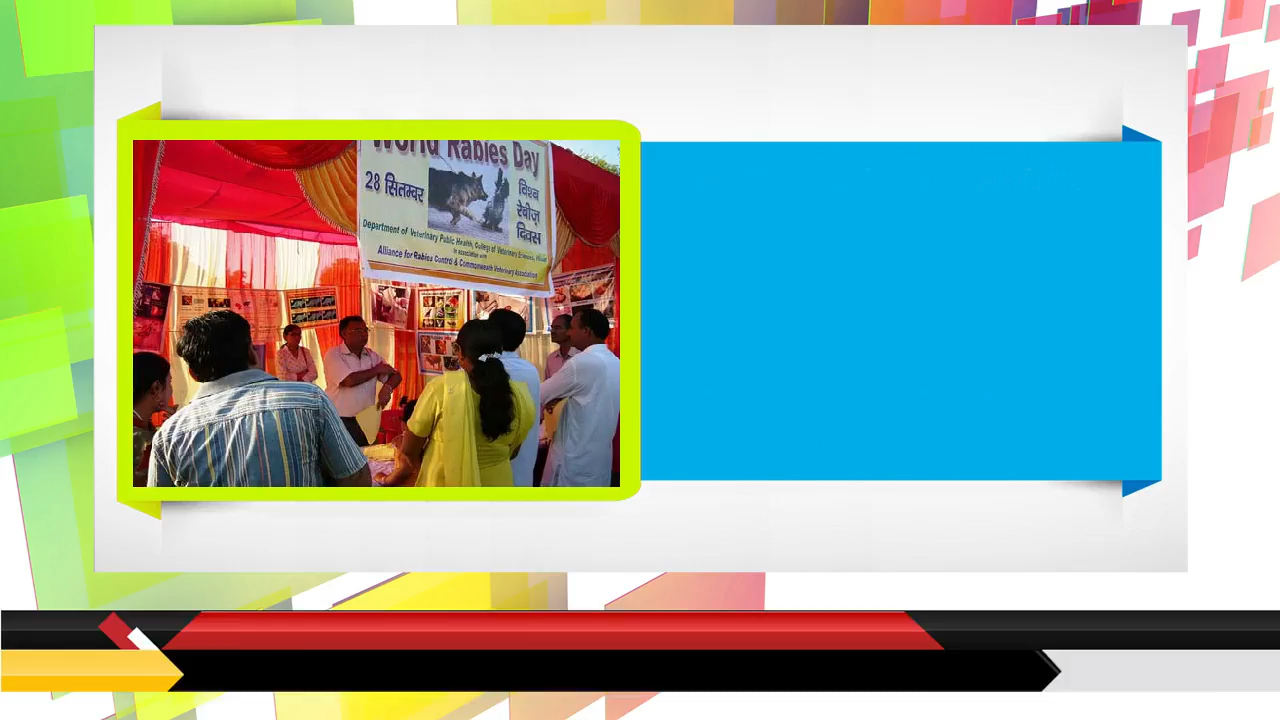 World Rabies Day
28 सितम्बर
विश्व
रेबीज़
दिवस
Department of Veterinary Public Health, College of Veterinary Sciences,
in association with
Alliance for Rabies Control & Commonwealth Veterinary Association